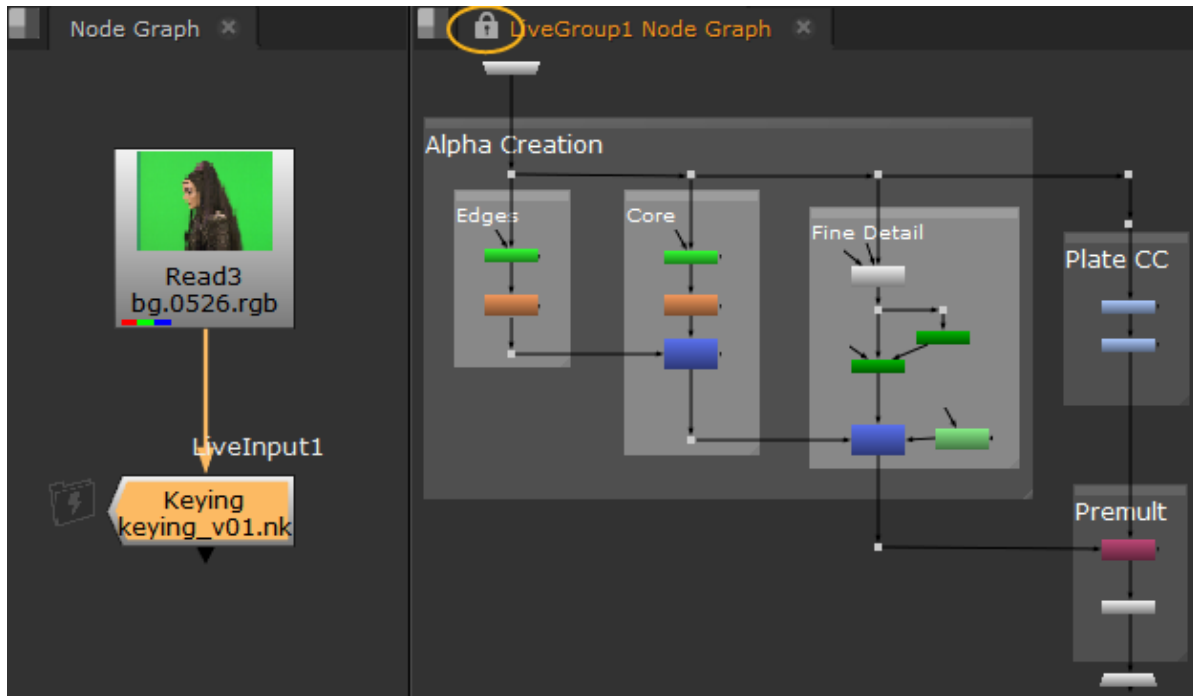 Node Graph
LiveGroup1 Node Graph
Alpha Creation
Edges
Core
Fine Detail
Plate CC
Read3
bg.0526.rgb
LiveInput1
Keying
keying_v01.nk
Premult